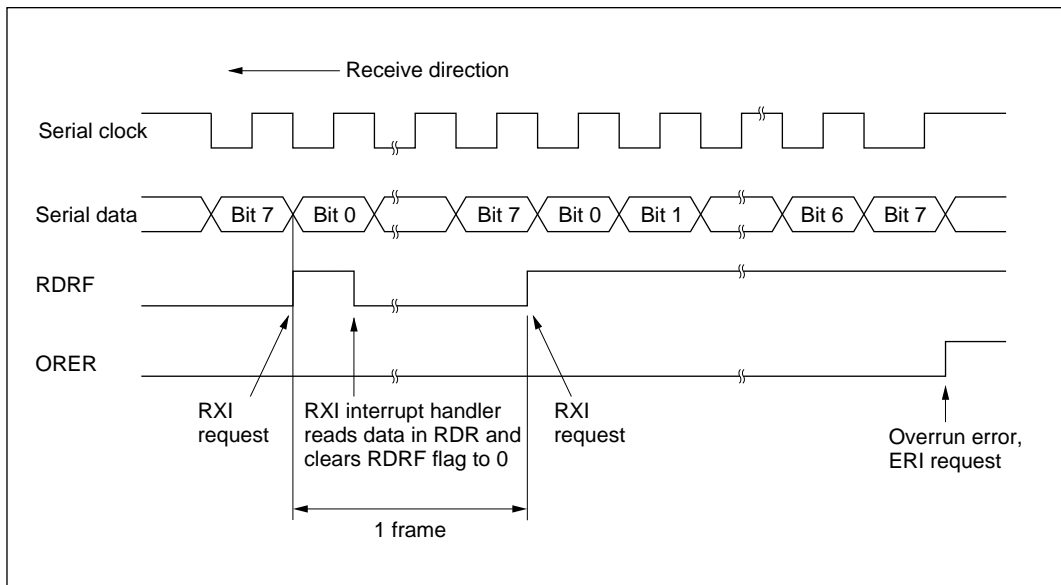 Receive direction
Serial clock
Serial data
Bit 7 Bit 0 Bit 7 Bit 0 Bit 1 Bit 6 Bit 7
RDRF
ORER
RXI
request
RXI interrupt handler
reads data in RDR and
clears RDRF flag to 0
RXI
request
Overrun error,
ERI request
1 frame